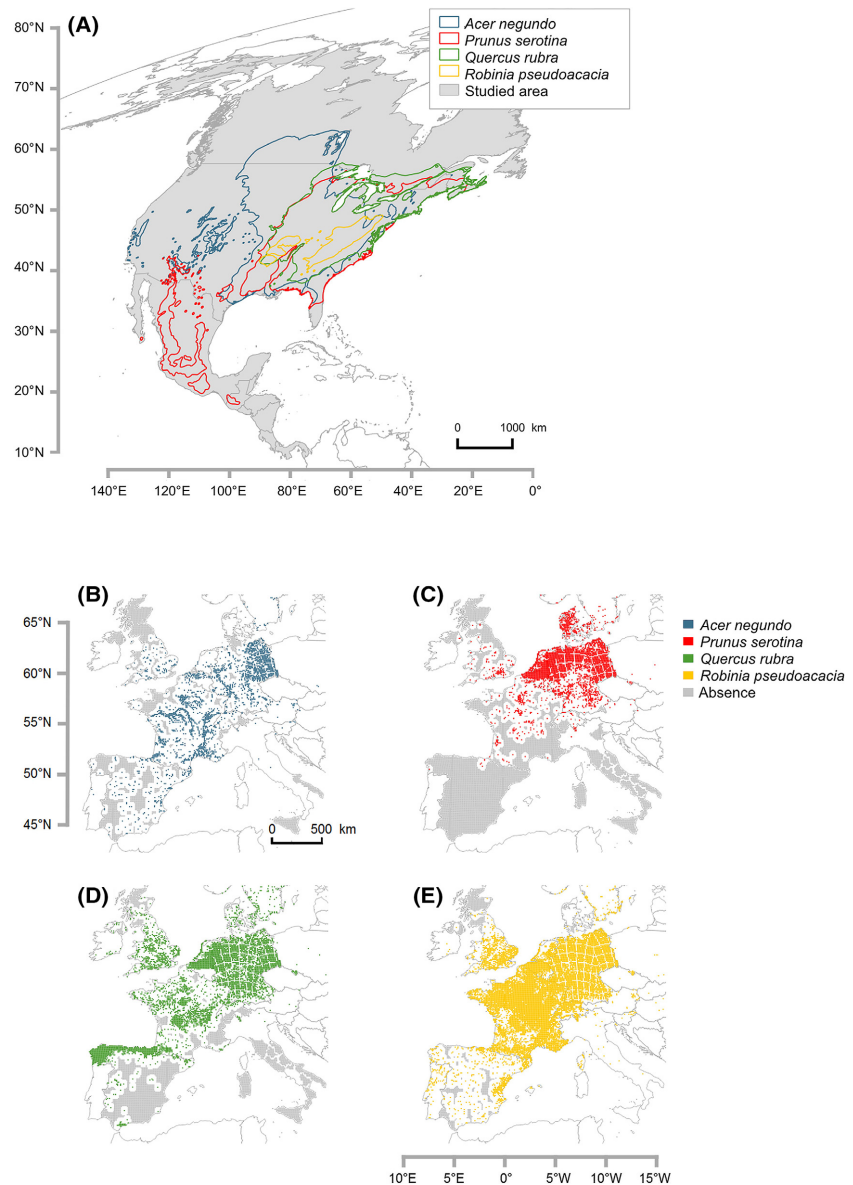 (A)
80°N
70°N
60°N
50°N
40°N
30°N
20°N
10°N
Acer negundo
Prunus serotina
Quercus rubra
Robinia pseudoacacia
Studied area
0 1000 km
140°E 120°E 100°E 80°E 60°E 40°E 20°E 0°
(B)
65°N
60°N
55°N
50°N
45°N
0 500 km
(C)
Acer negundo
Prunus serotina
Quercus rubra
Robinia pseudoacacia
Absence
(D)
(E)
10°E 5°E 0° 5°W 10°W 15°W